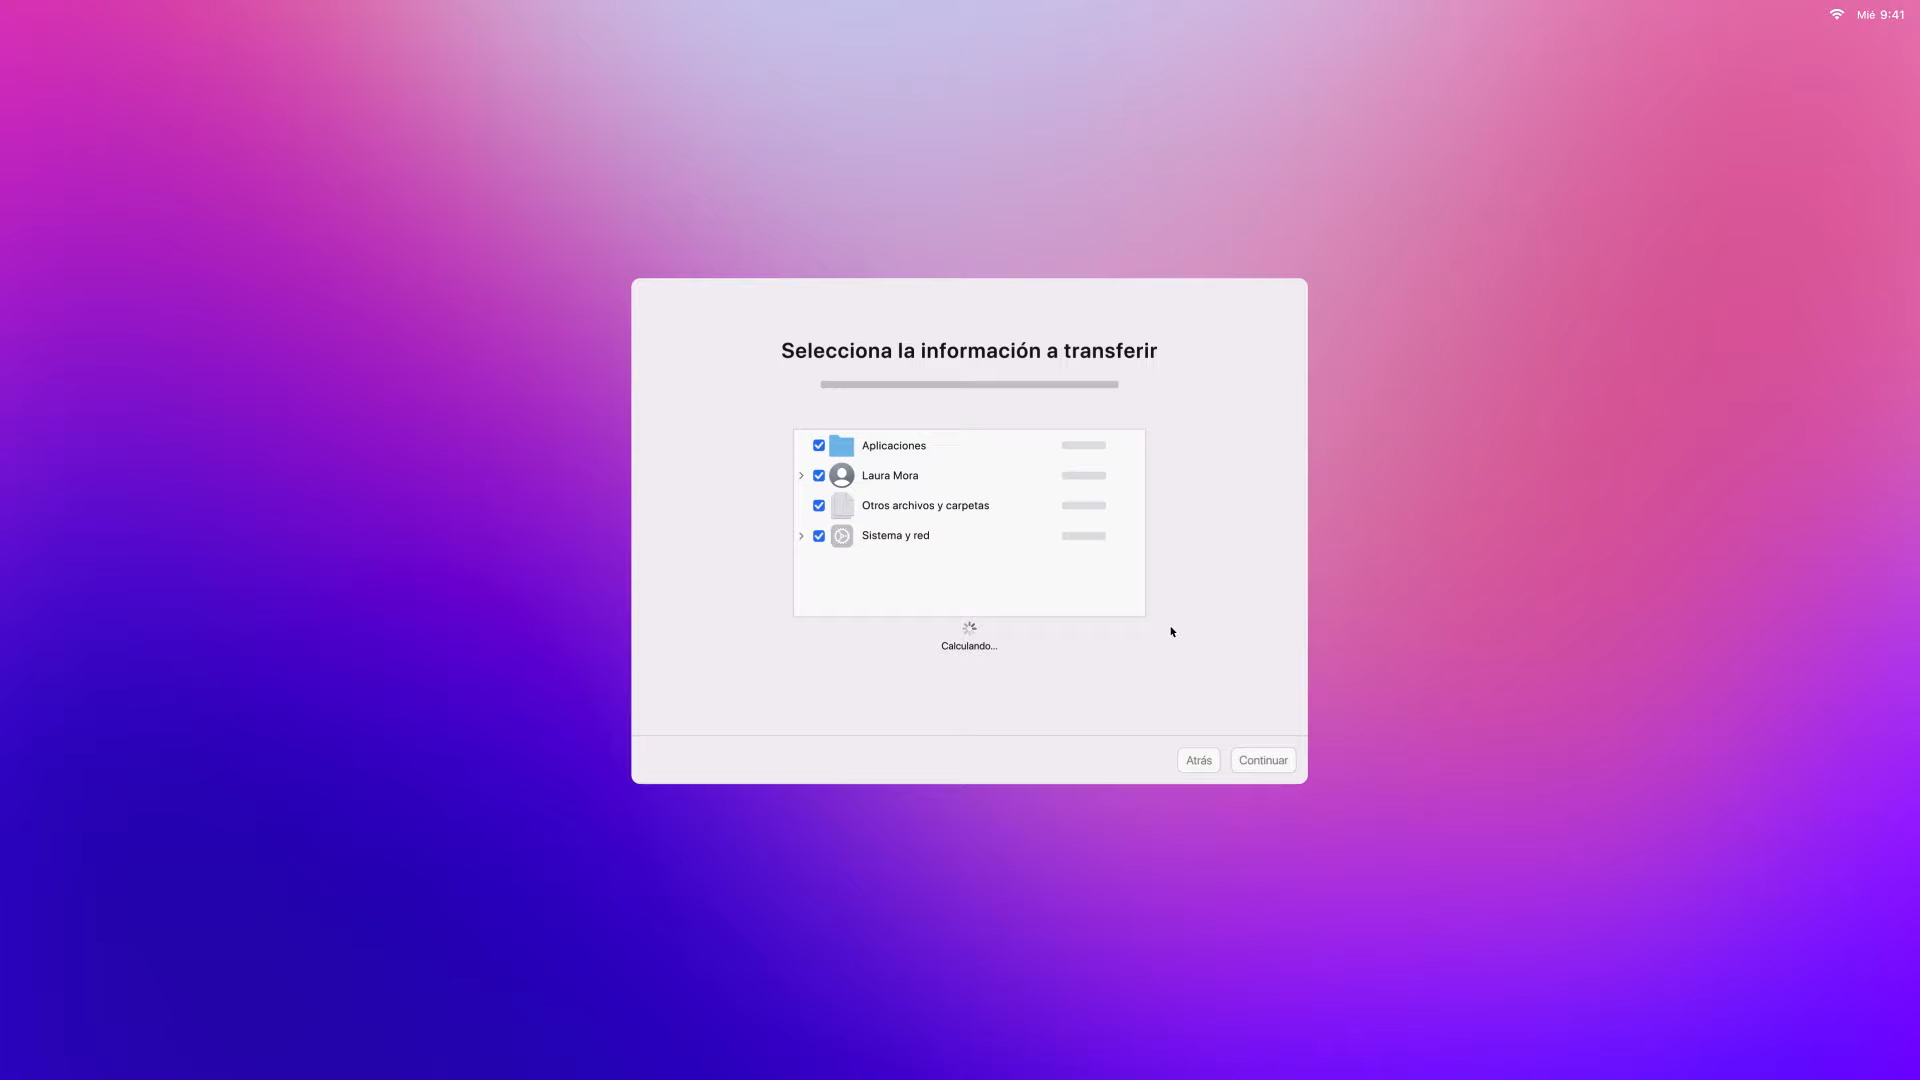 Mié 9:41
Selecciona la información a transferir
Aplicaciones
Laura Mora
Otros archivos y carpetas
Sistema y red
Calculando...
Atrás
Continuar